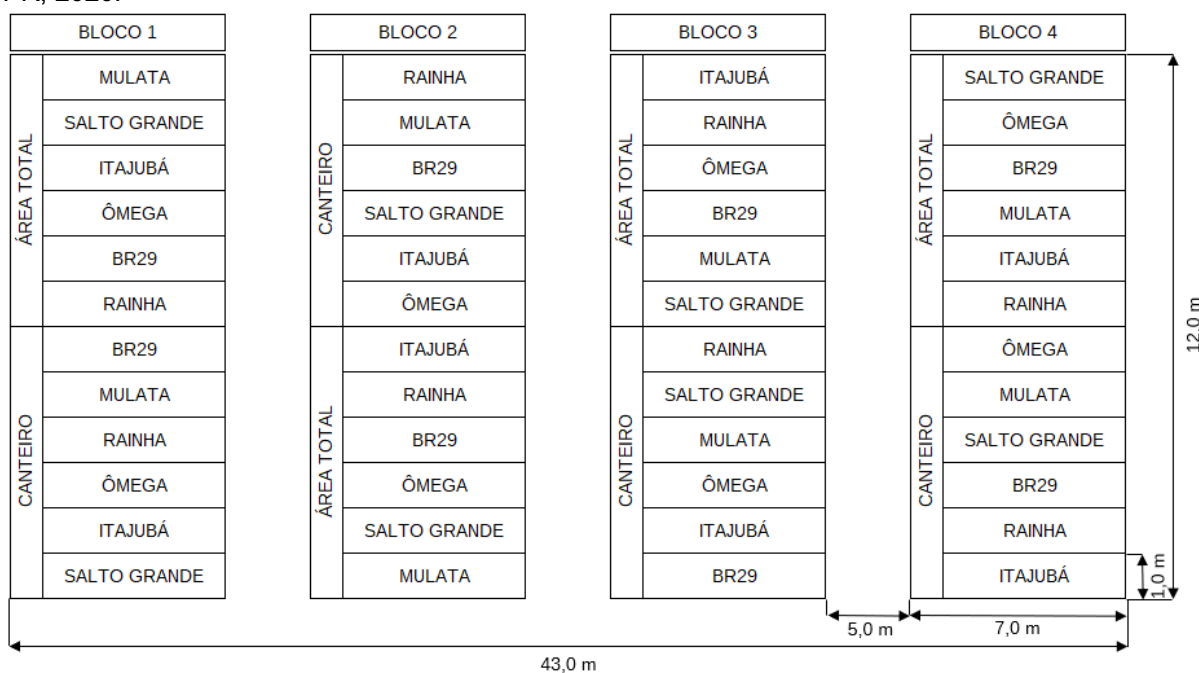 BLOCO 1
ÁREA TOTAL
MULATA
SALTO GRANDE
ITAJUBÁ
ÔMEGA
BR29
RAINHA
CANTEIRO
BR29
MULATA
RAINHA
ÔMEGA
ITAJUBÁ
SALTO GRANDE
BLOCO 2
CANTEIRO
RAINHA
MULATA
BR29
SALTO GRANDE
ITAJUBÁ
ÔMEGA
ÁREA TOTAL
ITAJUBÁ
RAINHA
BR29
ÔMEGA
SALTO GRANDE
MULATA
BLOCO 3
ÁREA TOTAL
ITAJUBÁ
RAINHA
ÔMEGA
BR29
MULATA
SALTO GRANDE
CANTEIRO
RAINHA
SALTO GRANDE
MULATA
ÔMEGA
ITAJUBÁ
BR29
BLOCO 4
ÁREA TOTAL
SALTO GRANDE
ÔMEGA
BR29
MULATA
ITAJUBÁ
RAINHA
CANTEIRO
ÔMEGA
MULATA
SALTO GRANDE
BR29
RAINHA
ITAJUBÁ
12,0 m
1,0 m
5,0 m
7,0 m
43,0 m